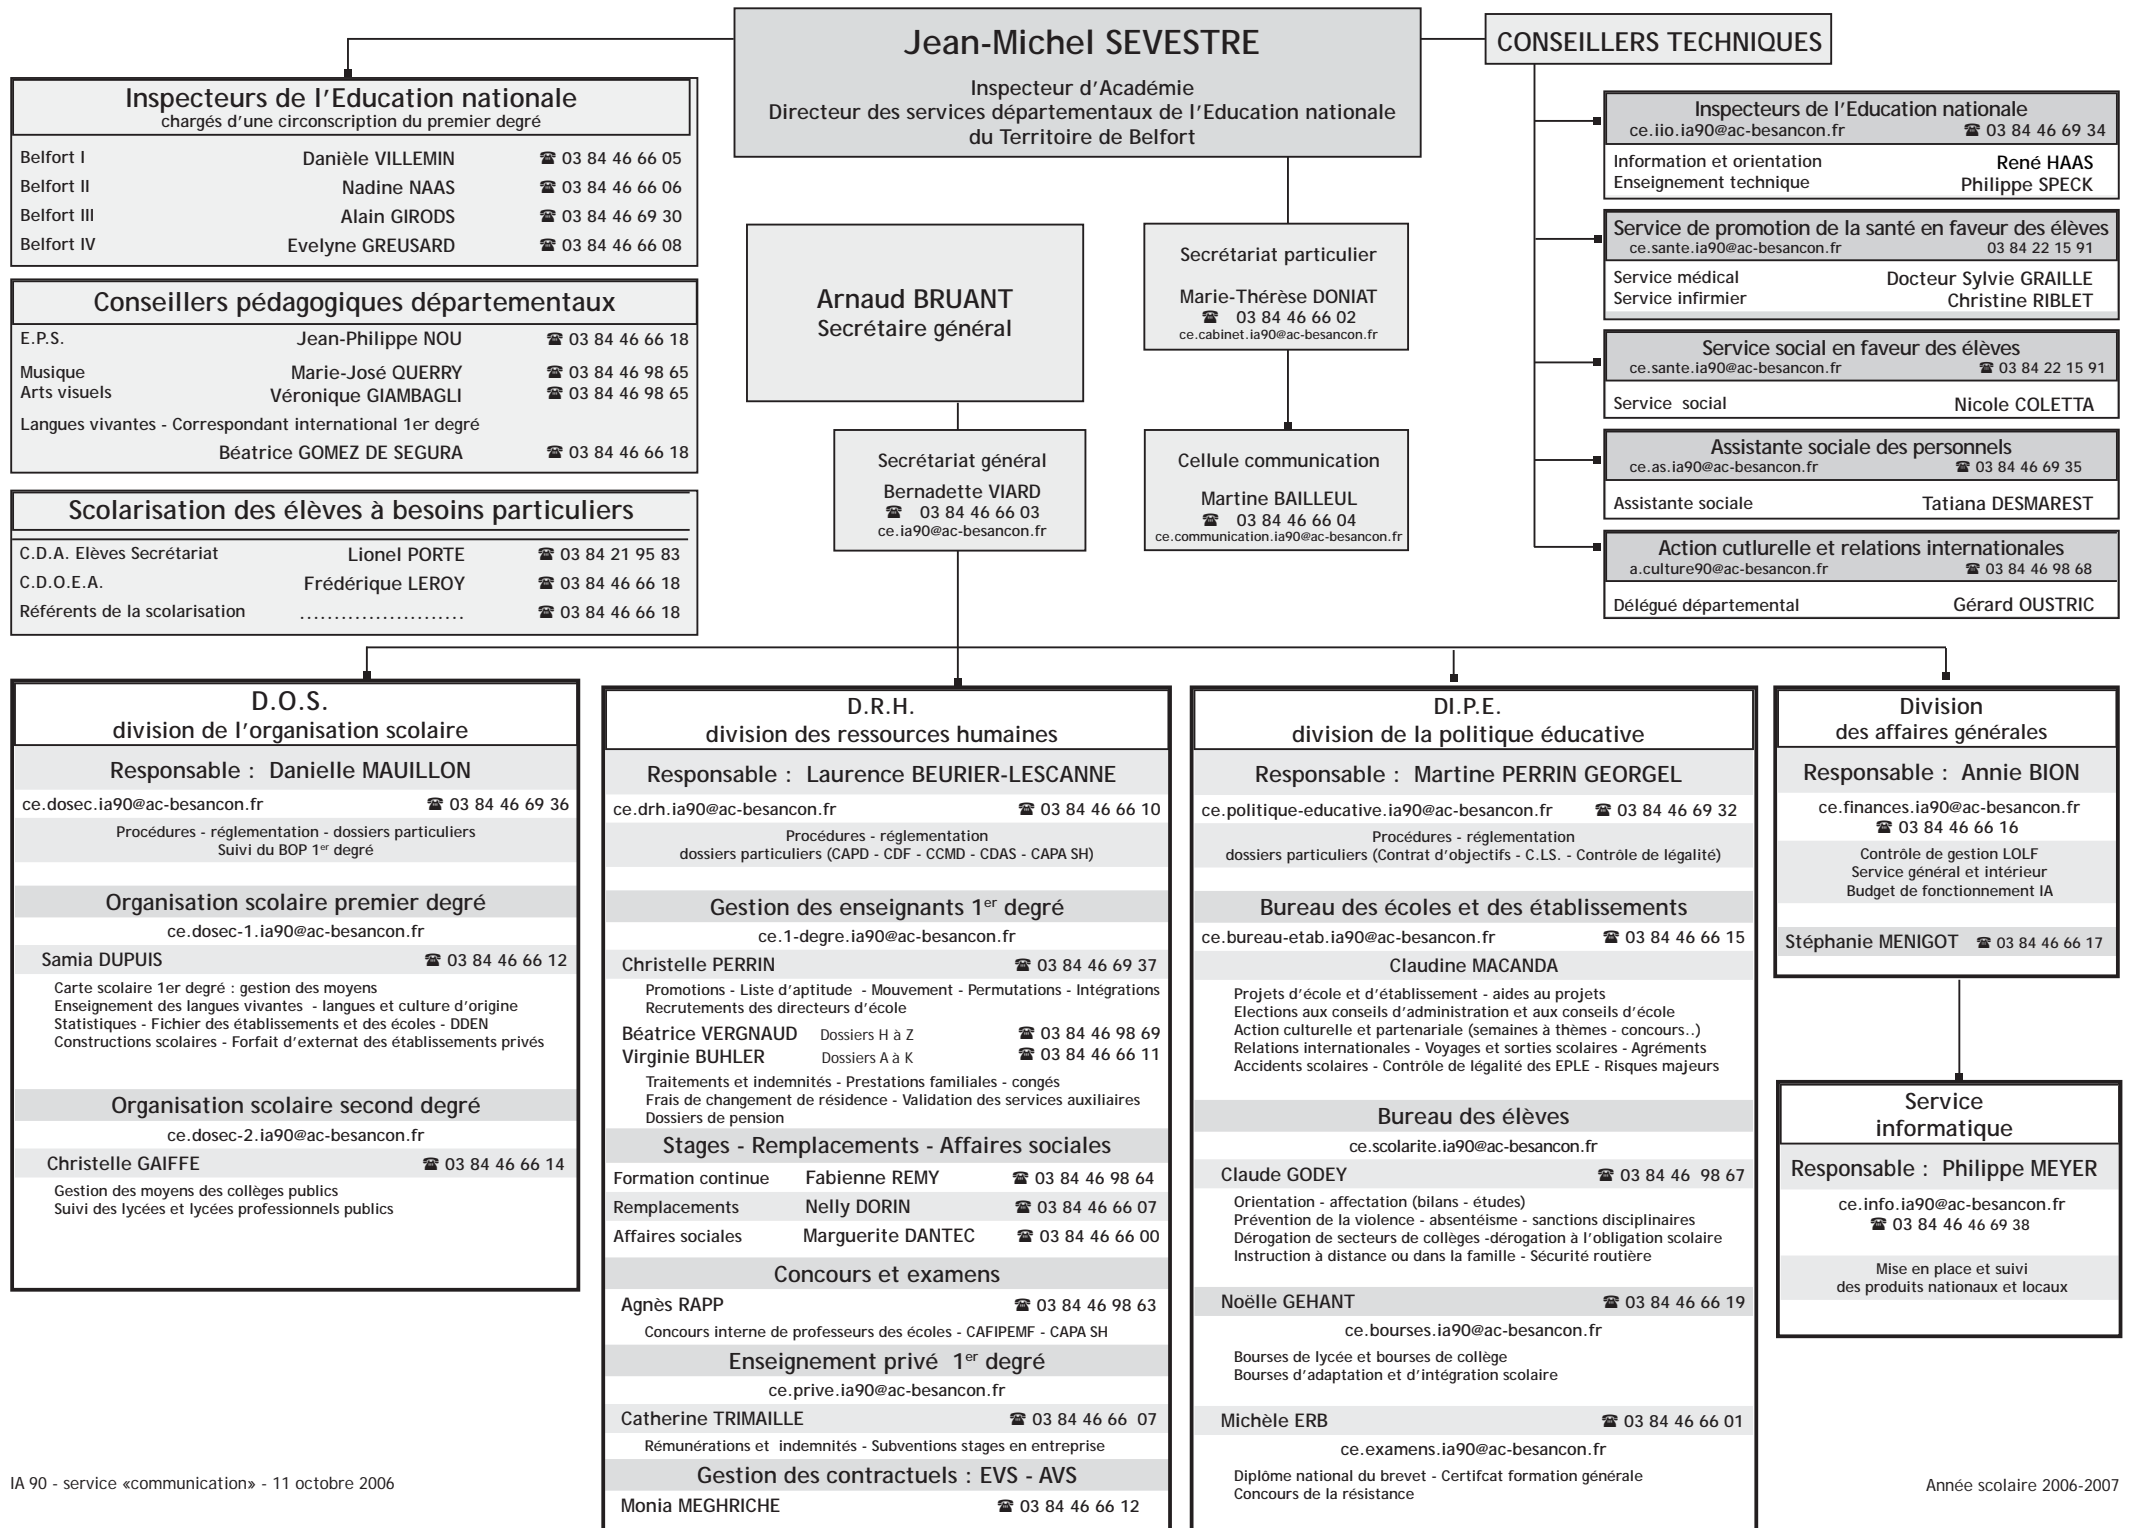 Jean-Michel SEVESTRE
Inspecteur d'Académie
Directeur des services départementaux de l'Education nationale
du Territoire de Belfort
CONSEILLERS TECHNIQUES
Inspecteurs de l'Education nationale
chargés d'une circonscription du premier degré
Belfort I Danièle VILLEMIN ☎ 03 84 46 66 05
Belfort II Nadine NAAS ☎ 03 84 46 66 06
Belfort III Alain GIRODS ☎ 03 84 46 69 30
Belfort IV Evelyne GREUSARD ☎ 03 84 46 66 08
Conseillers pédagogiques départementaux
E.P.S. Jean-Philippe NOU ☎ 03 84 46 66 18
Musique Marie-José QUERRY ☎ 03 84 46 98 65
Arts visuels Véronique GIAMBAGLI ☎ 03 84 46 98 65
Langues vivantes - Correspondant international 1er degré
Béatrice GOMEZ DE SEGURA ☎ 03 84 46 66 18
Scolarisation des élèves à besoins particuliers
C.D.A. Elèves Secrétariat Lionel PORTE ☎ 03 84 21 95 83
C.D.O.E.A. Frédérique LEROY ☎ 03 84 46 66 18
Référents de la scolarisation ........................ ☎ 03 84 46 66 18
Arnaud BRUANT
Secrétaire général
Secrétariat général
Bernadette VIARD
☎ 03 84 46 66 03
ce.ia90@ac-besancon.fr
Secrétariat particulier
Marie-Thérèse DONIAT
☎ 03 84 46 66 02
ce.cabinet.ia90@ac-besancon.fr
Cellule communication
Martine BAILLEUL
☎ 03 84 46 66 04
ce.communication.ia90@ac-besancon.fr
Inspecteurs de l'Education nationale
ce.iio.ia90@ac-besancon.fr ☎ 03 84 46 69 34
Information et orientation René HAAS
Enseignement technique Philippe SPECK
Service de promotion de la santé en faveur des élèves
ce.sante.ia90@ac-besancon.fr 03 84 22 15 91
Service médical Docteur Sylvie GRAILLE
Service infirmier Christine RIBLET
Service social en faveur des élèves
ce.sante.ia90@ac-besancon.fr ☎ 03 84 22 15 91
Service social Nicole COLETTA
Assistante sociale des personnels
ce.as.ia90@ac-besancon.fr ☎ 03 84 46 69 35
Assistante sociale Tatiana DESMAREST
Action cutlurelle et relations internationales
a.culture90@ac-besancon.fr ☎ 03 84 46 98 68
Délégué départemental Gérard OUSTRIC
D.O.S.
division de l'organisation scolaire
Responsable : Danielle MAUILLON
ce.dosec.ia90@ac-besancon.fr ☎ 03 84 46 69 36
Procédures - réglementation - dossiers particuliers
Suivi du BOP 1er degré
Organisation scolaire premier degré
ce.dosec-1.ia90@ac-besancon.fr
Samia DUPUIS ☎ 03 84 46 66 12
Carte scolaire 1er degré : gestion des moyens
Enseignement des langues vivantes - langues et culture d'origine
Statistiques - Fichier des établissements et des écoles - DDEN
Constructions scolaires - Forfait d'externat des établissements privés
Organisation scolaire second degré
ce.dosec-2.ia90@ac-besancon.fr
Christelle GAIFFE ☎ 03 84 46 66 14
Gestion des moyens des collèges publics
Suivi des lycées et lycées professionnels publics
D.R.H.
division des ressources humaines
Responsable : Laurence BEURIER-LESCANNE
ce.drh.ia90@ac-besancon.fr ☎ 03 84 46 66 10
Procédures - réglementation
dossiers particuliers (CAPD - CDF - CCMD - CDAS - CAPA SH)
Gestion des enseignants 1er degré
ce.1-degre.ia90@ac-besancon.fr
Christelle PERRIN ☎ 03 84 46 69 37
Promotions - Liste d'aptitude - Mouvement - Permutations - Intégrations
Recrutements des directeurs d'école
Béatrice VERGNAUD Dossiers H à Z ☎ 03 84 46 98 69
Virginie BUHLER Dossiers A à K ☎ 03 84 46 66 11
Traitements et indemnités - Prestations familiales - congés
Frais de changement de résidence - Validation des services auxiliaires
Dossiers de pension
Stages - Remplacements - Affaires sociales
Formation continue Fabienne REMY ☎ 03 84 46 98 64
Remplacements Nelly DORIN ☎ 03 84 46 66 07
Affaires sociales Marguerite DANTEC ☎ 03 84 46 66 00
Concours et examens
Agnès RAPP ☎ 03 84 46 98 63
Concours interne de professeurs des écoles - CAFIPEMF - CAPA SH
Enseignement privé 1er degré
ce.prive.ia90@ac-besancon.fr
Catherine TRIMAILLE ☎ 03 84 46 66 07
Rémunérations et indemnités - Subventions stages en entreprise
Gestion des contractuels : EVS - AVS
Monia MEGHRICHE ☎ 03 84 46 66 12
DI.P.E.
division de la politique éducative
Responsable : Martine PERRIN GEORGEL
ce.politique-educative.ia90@ac-besancon.fr ☎ 03 84 46 69 32
Procédures - réglementation
dossiers particuliers (Contrat d'objectifs - C.LS. - Contrôle de légalité)
Bureau des écoles et des établissements
ce.bureau-etab.ia90@ac-besancon.fr ☎ 03 84 46 66 15
Claudine MACANDA
Projets d'école et d'établissement - aides au projets
Elections aux conseils d'administration et aux conseils d'école
Action culturelle et partenariale (semaines à thèmes - concours..)
Relations internationales - Voyages et sorties scolaires - Agréments
Accidents scolaires - Contrôle de légalité des EPLE - Risques majeurs
Bureau des élèves
ce.scolarite.ia90@ac-besancon.fr
Claude GODEY ☎ 03 84 46 98 67
Orientation - affectation (bilans - études)
Prévention de la violence - absentéisme - sanctions disciplinaires
Dérogation de secteurs de collèges -dérogation à l'obligation scolaire
Instruction à distance ou dans la famille - Sécurité routière
Noëlle GEHANT ☎ 03 84 46 66 19
ce.bourses.ia90@ac-besancon.fr
Bourses de lycée et bourses de collège
Bourses d'adaptation et d'intégration scolaire
Michèle ERB ☎ 03 84 46 66 01
ce.examens.ia90@ac-besancon.fr
Diplôme national du brevet - Certifcat formation générale
Concours de la résistance
Division
des affaires générales
Responsable : Annie BION
ce.finances.ia90@ac-besancon.fr
☎ 03 84 46 66 16
Contrôle de gestion LOLF
Service général et intérieur
Budget de fonctionnement IA
Stéphanie MENIGOT ☎ 03 84 46 66 17
Service
informatique
Responsable : Philippe MEYER
ce.info.ia90@ac-besancon.fr
☎ 03 84 46 46 69 38
Mise en place et suivi
des produits nationaux et locaux
IA 90 - service «communication» - 11 octobre 2006
Année scolaire 2006-2007